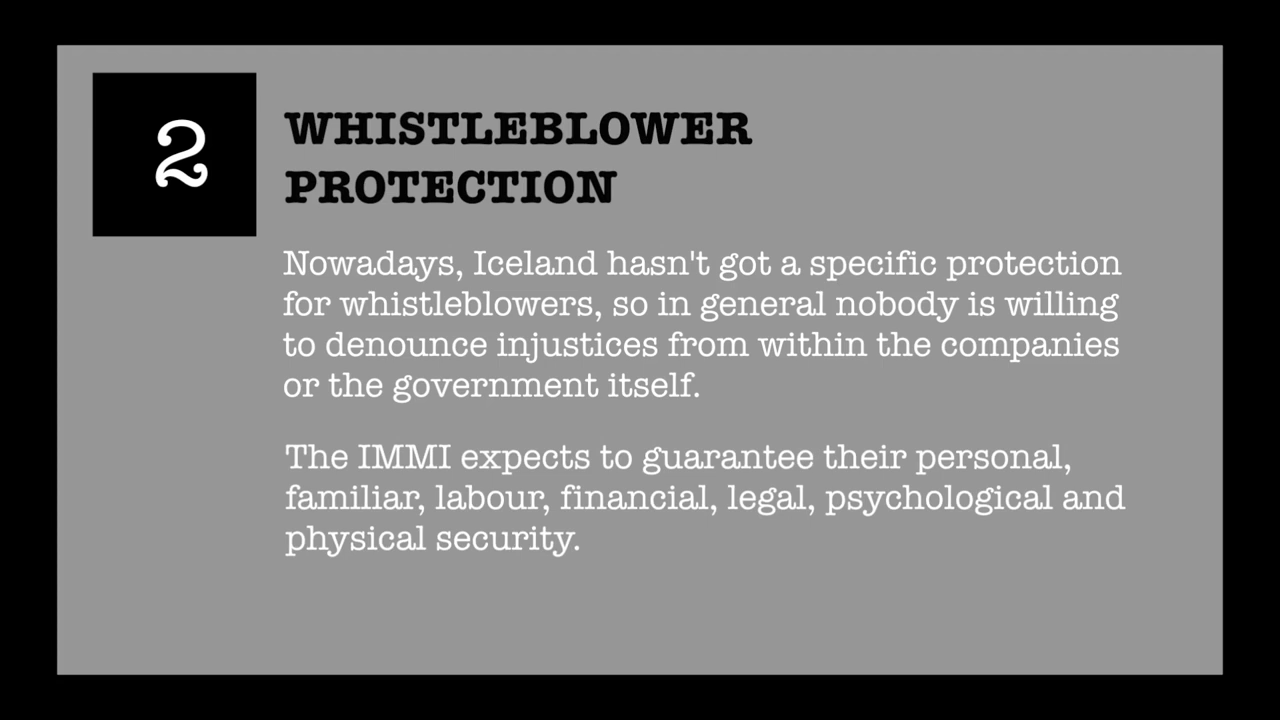 2
WHISTLEBLOWER
PROTECTION
Nowadays, Iceland hasn't got a specific protection
for whistleblowers, so in general nobody is willing
to denounce injustices from within the companies
or the government itself.
The IMMI expects to guarantee their personal,
familiar, labour, financial, legal, psychological and
physical security.